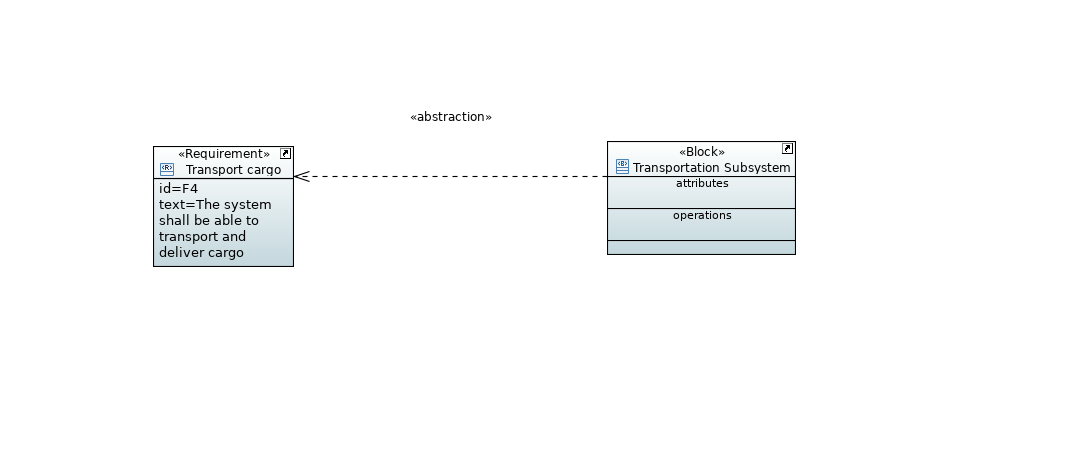 «abstraction»
«Requirement»
Transport cargo
id=F4
text=The system
shall be able to
transport and
deliver cargo
«Block»
Transportation Subsystem
attributes
operations